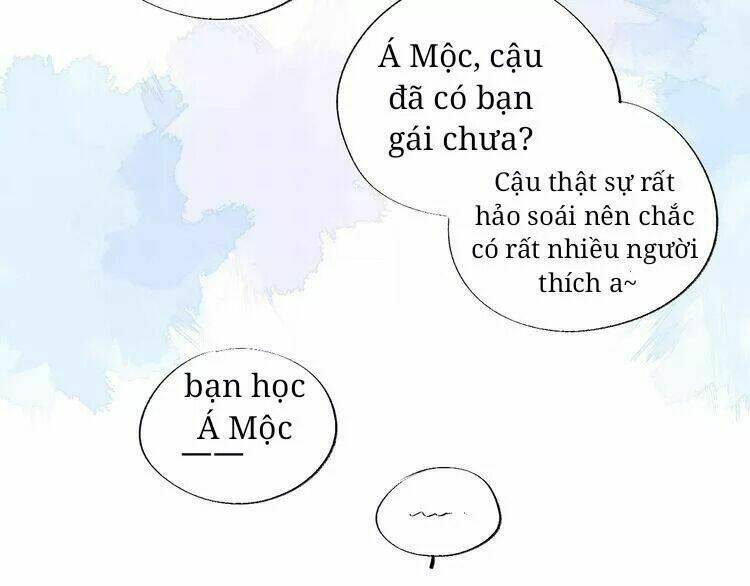 Á Mộc, cậu
đã có bạn
gái chưa?
Cậu thật sự rất
hảo soái nên chắc
có rất nhiều người
thích a~
bạn học
Á Mộc